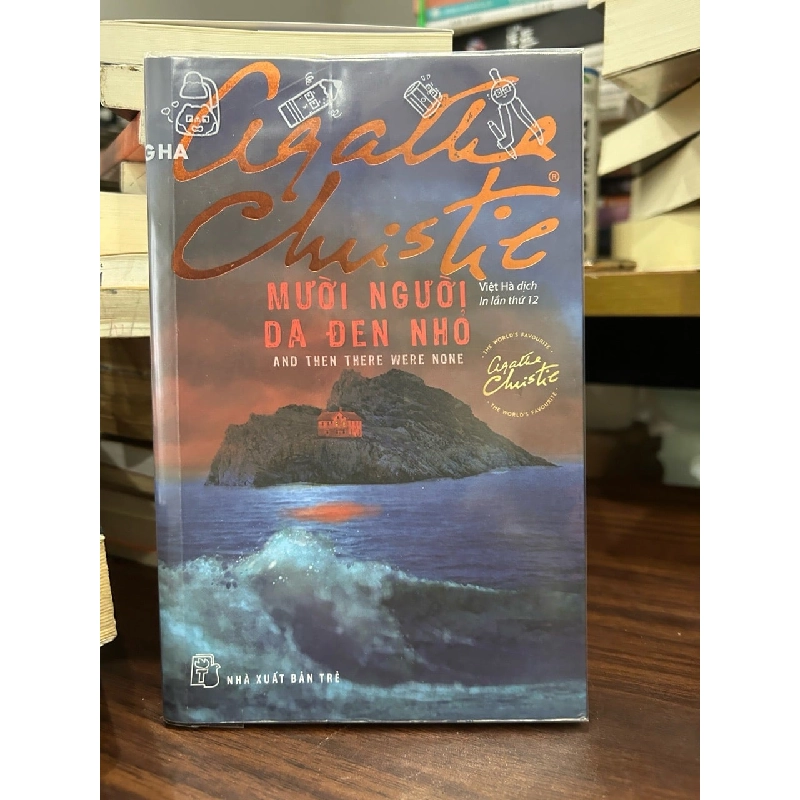 GHA
Agatha
Christie®
Việt Hà dịch
In lần thứ 12
MƯỜI NGƯỜI
DA ĐEN NHỎ
AND THEN THERE WERE NONE
THE WORLD'S FAVOURITE
Agatha
Christie
THE WORLD'S FAVOURITE
T
NHÀ XUẤT BẢN TRẺ